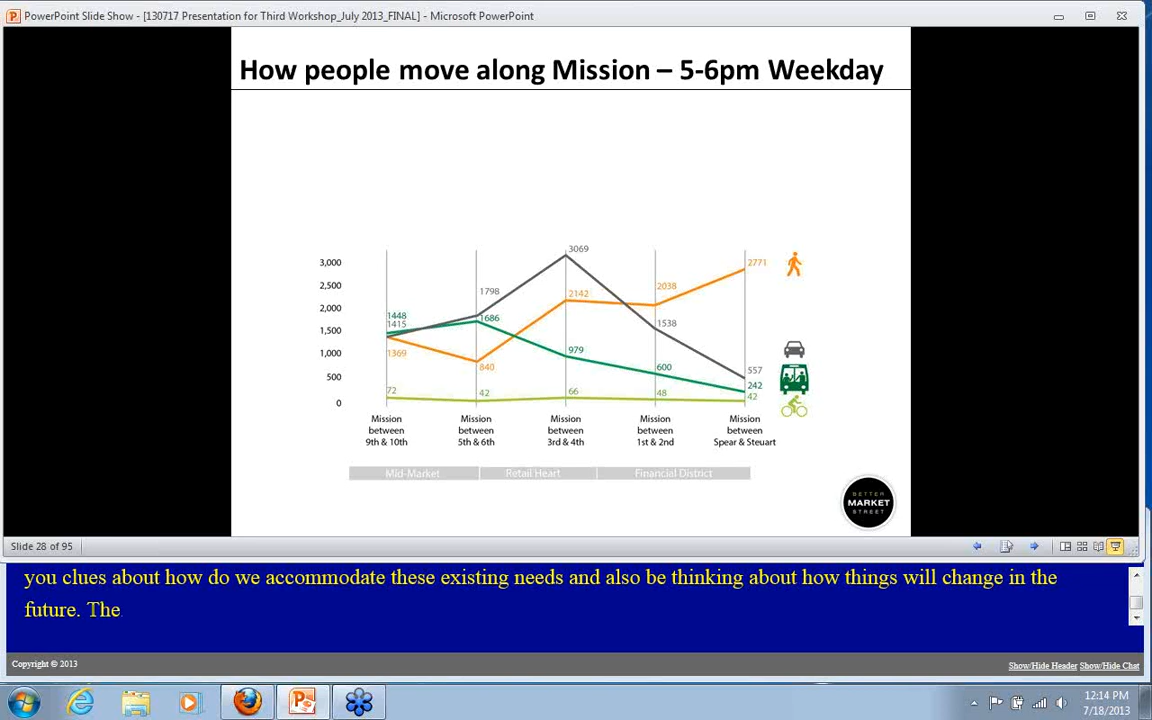 PowerPoint Slide Show - [130717 Presentation for Third Workshop_July 2013_FINAL] - Microsoft PowerPoint
How people move along Mission – 5-6pm Weekday
3,000
2,500
2,000
1,500
1,000
500
0
1448
1415
1369
72
1798
1686
840
42
3069
2142
979
66
2038
1538
600
48
2771
557
242
42
Mission
between
9th & 10th
Mission
between
5th & 6th
Mission
between
3rd & 4th
Mission
between
1st & 2nd
Mission
between
Spear & Steuart
Mid-Market
Retail Heart
Financial District
BETTER
MARKET
STREET
Slide 28 of 95
you clues about how do we accommodate these existing needs and also be thinking about how things will change in the
future. The
Copyright © 2013
Show/Hide Header Show/Hide Chat
12:14 PM
7/18/2013